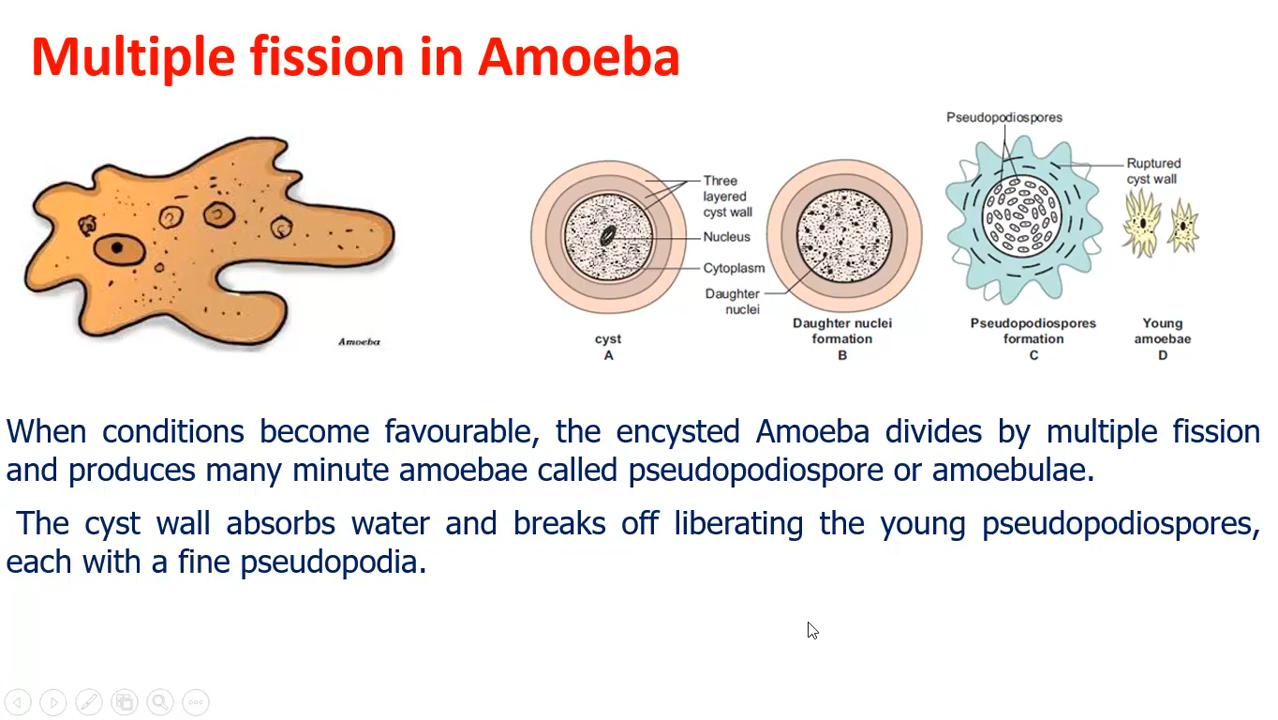 Multiple fission in Amoeba
Amoeba
Three
layered
cyst wall
Nucleus
Cytoplasm
Daughter
nuclei
cyst
A
Daughter nuclei
formation
B
Pseudopodiospores
Ruptured
cyst wall
Pseudopodiospores
formation
C
Young
amoebae
D
When conditions become favourable, the encysted Amoeba divides by multiple fission
and produces many minute amoebae called pseudopodiospore or amoebulae.
The cyst wall absorbs water and breaks off liberating the young pseudopodiospores,
each with a fine pseudopodia.